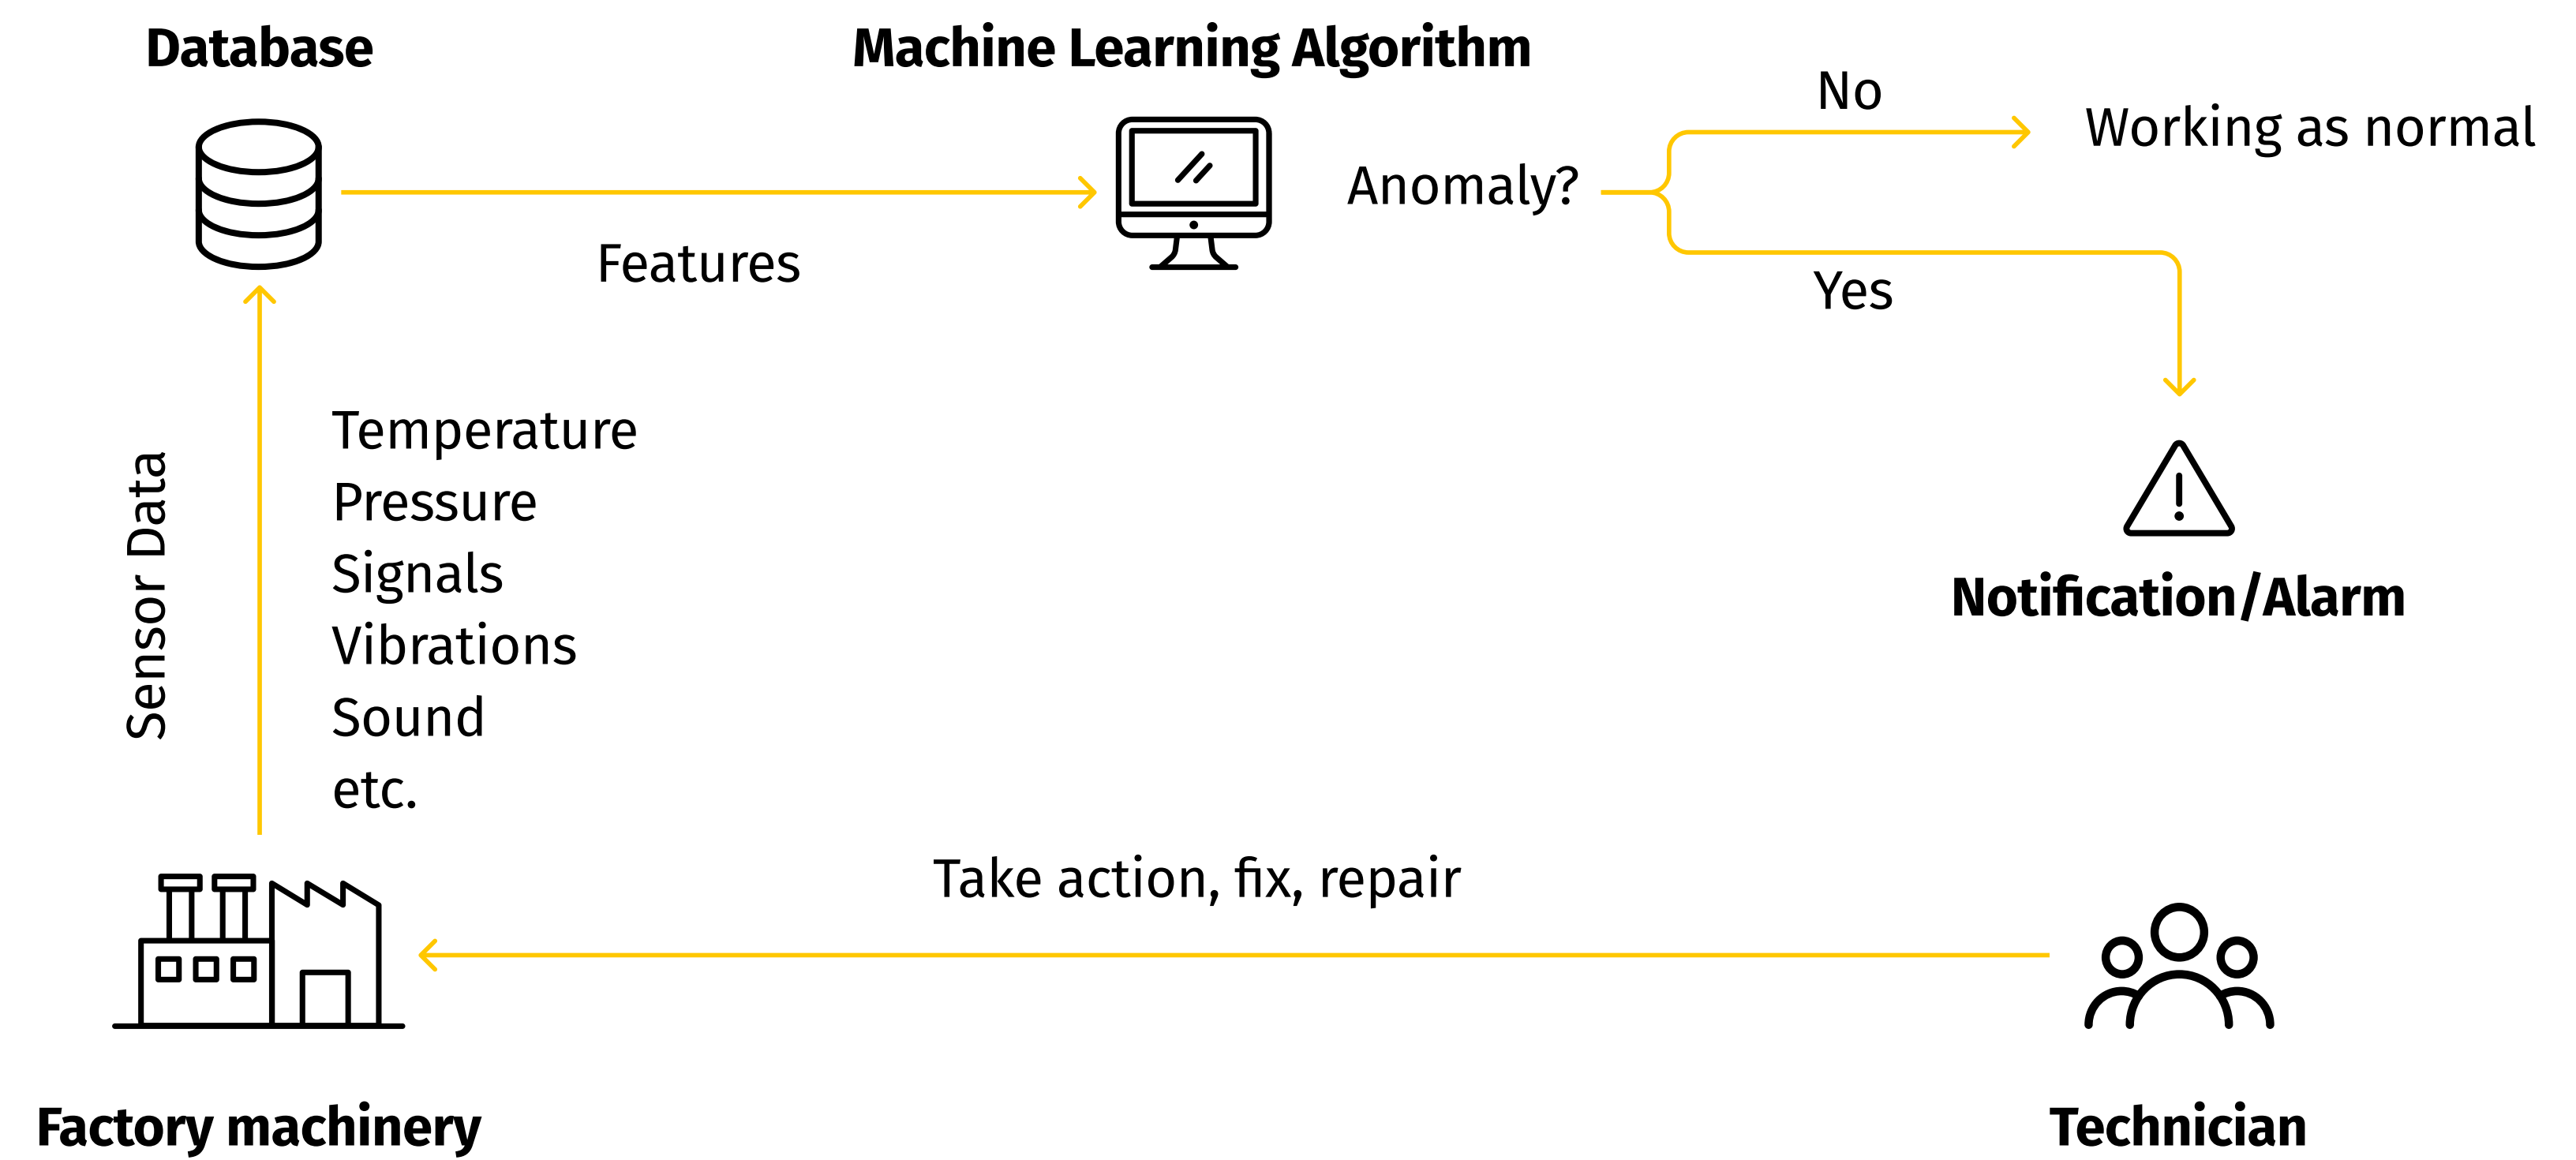 Database
Machine Learning Algorithm
No
Working as normal
Anomaly?
Features
Yes
Sensor Data
Temperature
Pressure
Signals
Vibrations
Sound
etc.
Notification/Alarm
Take action, fix, repair
Factory machinery
Technician